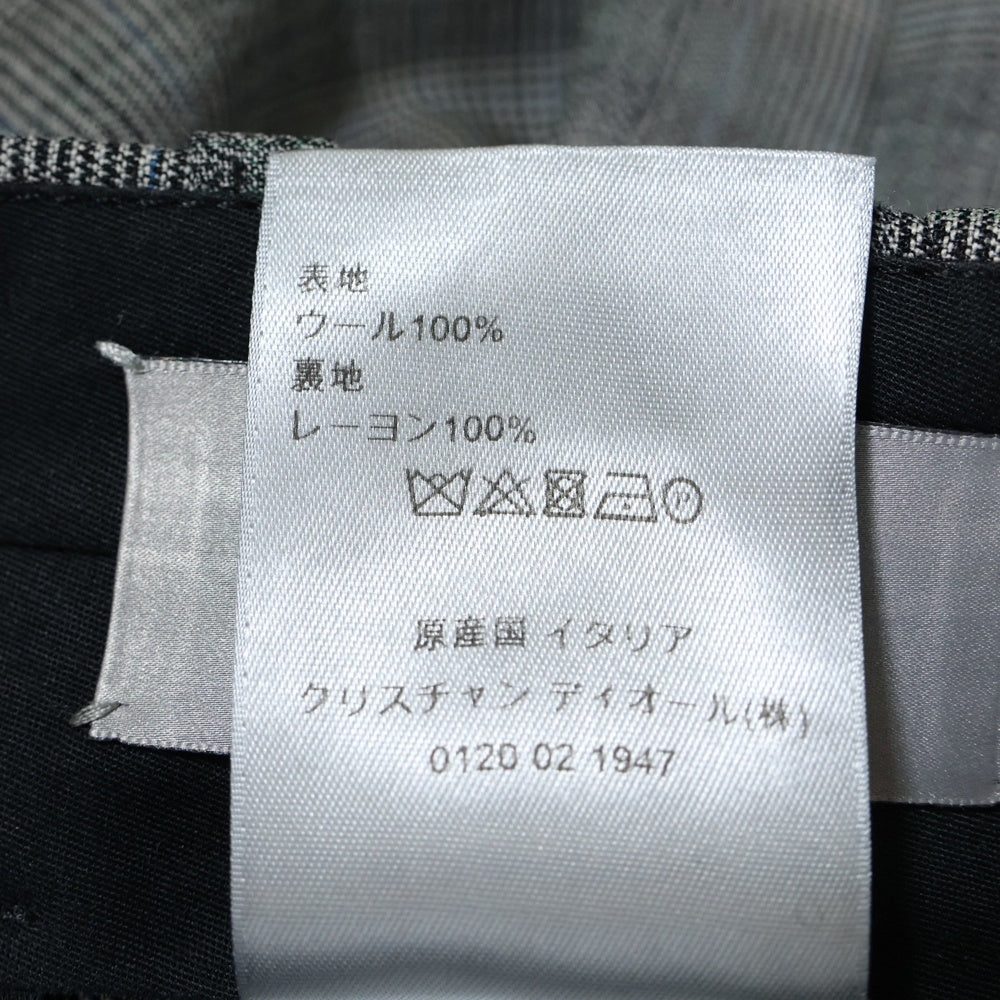 表地
ウール100%
裏地
レーヨン100%
P
原産国 イタリア
クリスチャン ディオール(株)
0120 02 1947